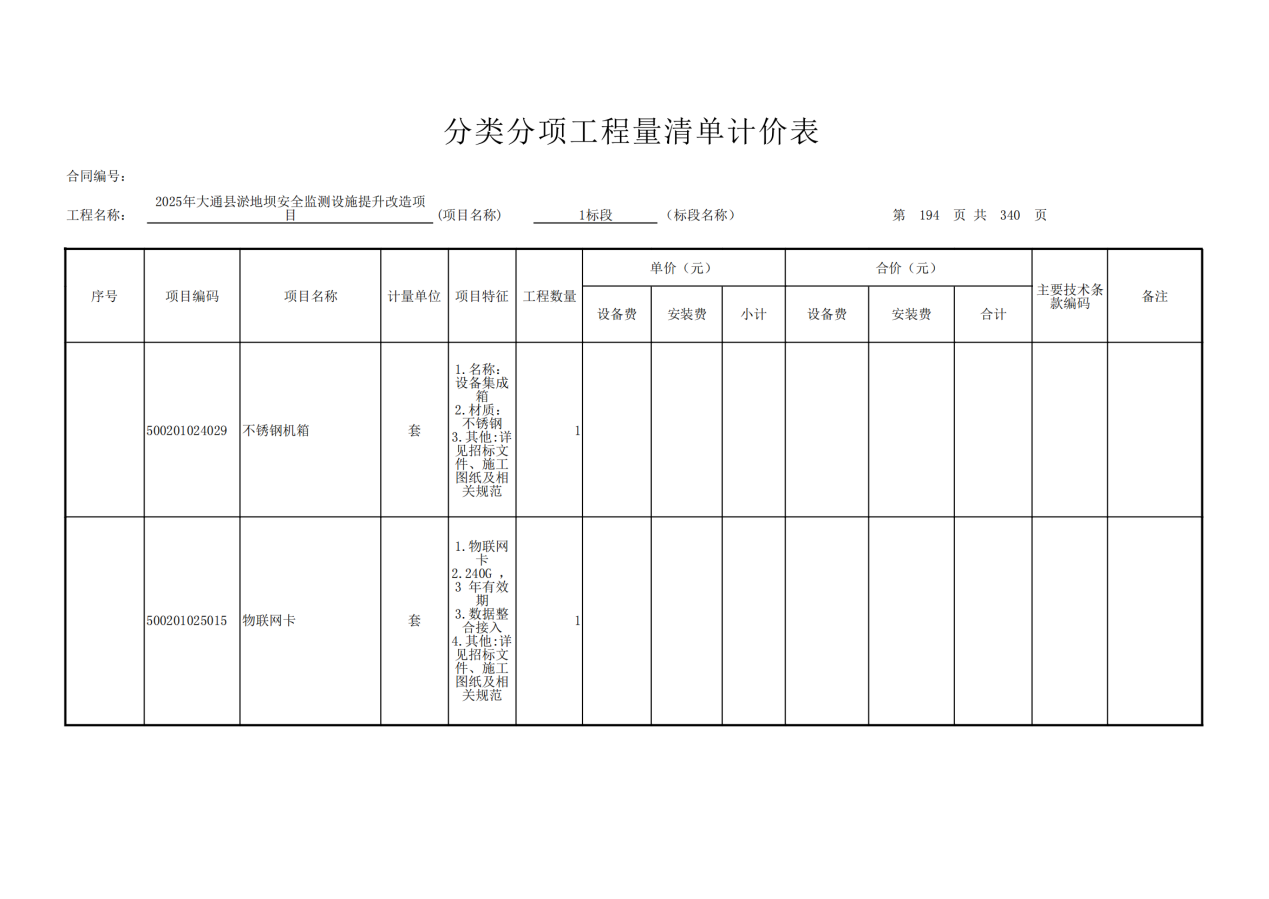 分类分项工程量清单计价表
合同编号:
2025年大通县淤地坝安全监测设施提升改造项
工程名称: 目 (项目名称) 1标段 （标段名称） 第 194 页 共 340 页
序号 项目编码 项目名称 计量单位 项目特征 工程数量 单价（元） 合价（元） 主要技术条 备注
款编码
设备费 安装费 小计 设备费 安装费 合计
1.名称:
设备集成
箱
2.材质:
不锈钢
3.其他:详
见招标文
件、施工
图纸及相
关规范
500201024029 不锈钢机箱 套 1
1.物联网
卡
2.240G ，
3 年有效
期
3.数据整
合接入
4.其他:详
见招标文
件、施工
图纸及相
关规范
500201025015 物联网卡 套 1